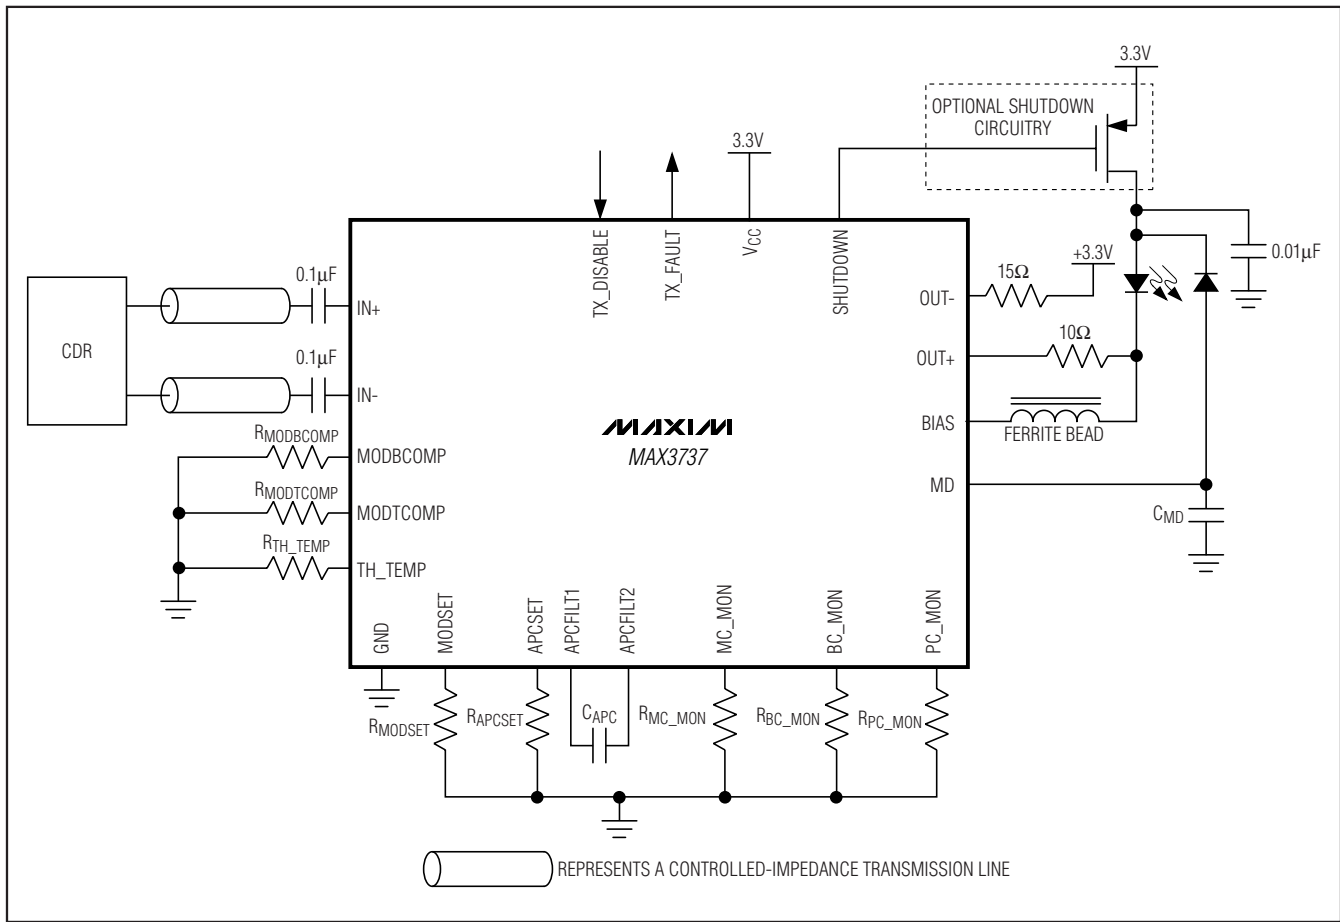 3.3V
OPTIONAL SHUTDOWN
CIRCUITRY
3.3V
TX_DISABLE
TX_FAULT
VCC
SHUTDOWN
0.01μF
+3.3V
15Ω
OUT-
0.1μF
IN+
CDR
10Ω
OUT+
0.1μF
IN-
BIAS
FERRITE BEAD
MAXIM
MAX3737
RMODBCOMP
MODBCOMP
MD
RMODTCOMP
MODTCOMP
CMD
RTH_TEMP
TH_TEMP
GND
MODSET
APCSET
APCFILT1
APCFILT2
MC_MON
BC_MON
PC_MON
RMODSET
RAPCSET
CAPC
RMC_MON
RBC_MON
RPC_MON
REPRESENTS A CONTROLLED-IMPEDANCE TRANSMISSION LINE